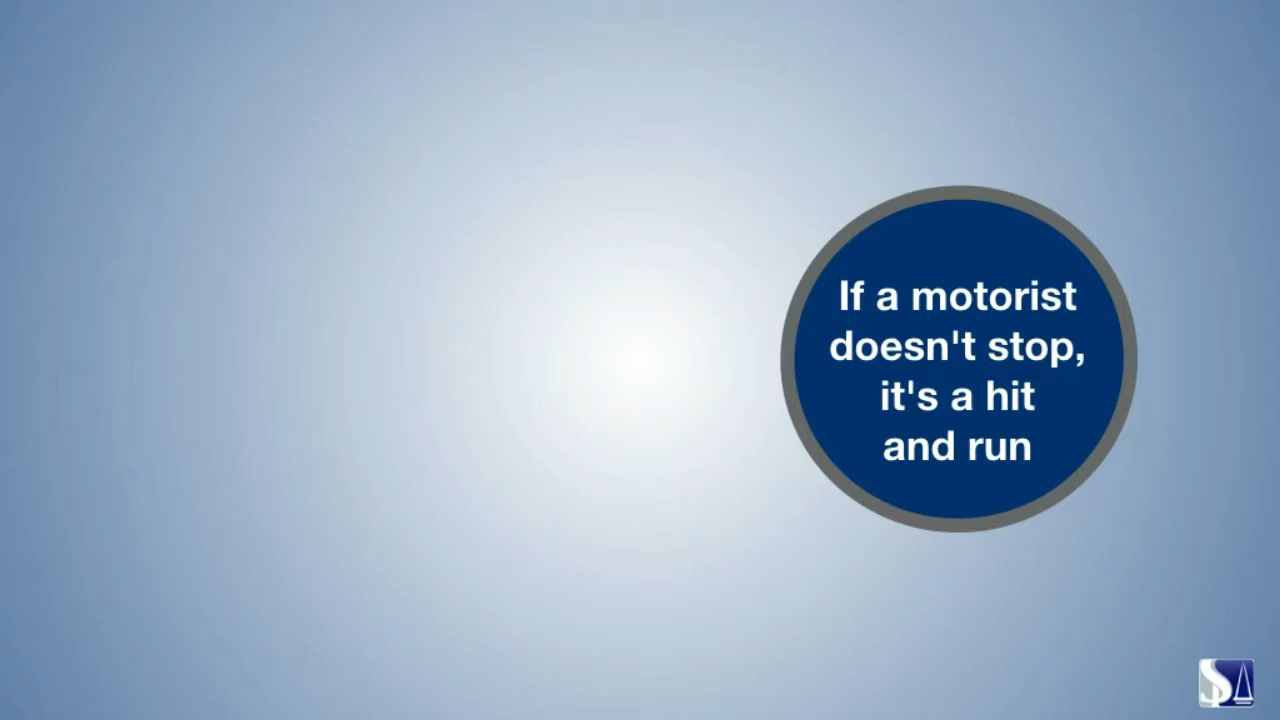 If a motorist
doesn't stop,
it's a hit
and run